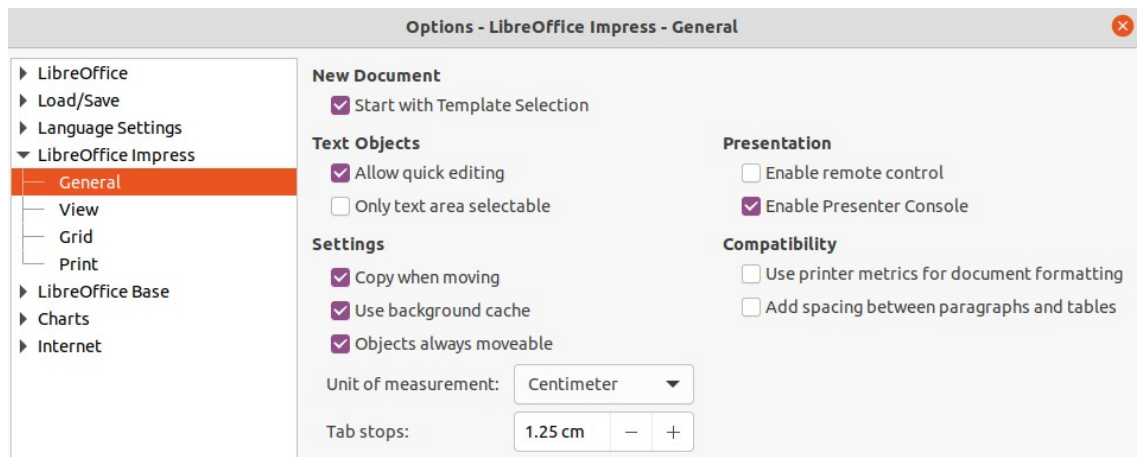 Options - LibreOffice Impress - General
LibreOffice
Load/Save
Language Settings
LibreOffice Impress
General
View
Grid
Print
LibreOffice Base
Charts
Internet
New Document
Start with Template Selection
Text Objects
Allow quick editing
Only text area selectable
Presentation
Enable remote control
Enable Presenter Console
Settings
Copy when moving
Use background cache
Objects always moveable
Compatibility
Use printer metrics for document formatting
Add spacing between paragraphs and tables
Unit of measurement: Centimeter
Tab stops: 1.25 cm − +